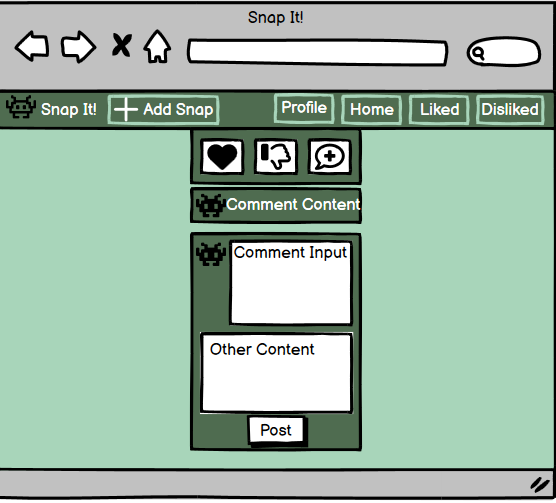 Snap It!
Snap It! Add Snap Profile Home Liked Disliked
Comment Content
Comment Input
Other Content
Post